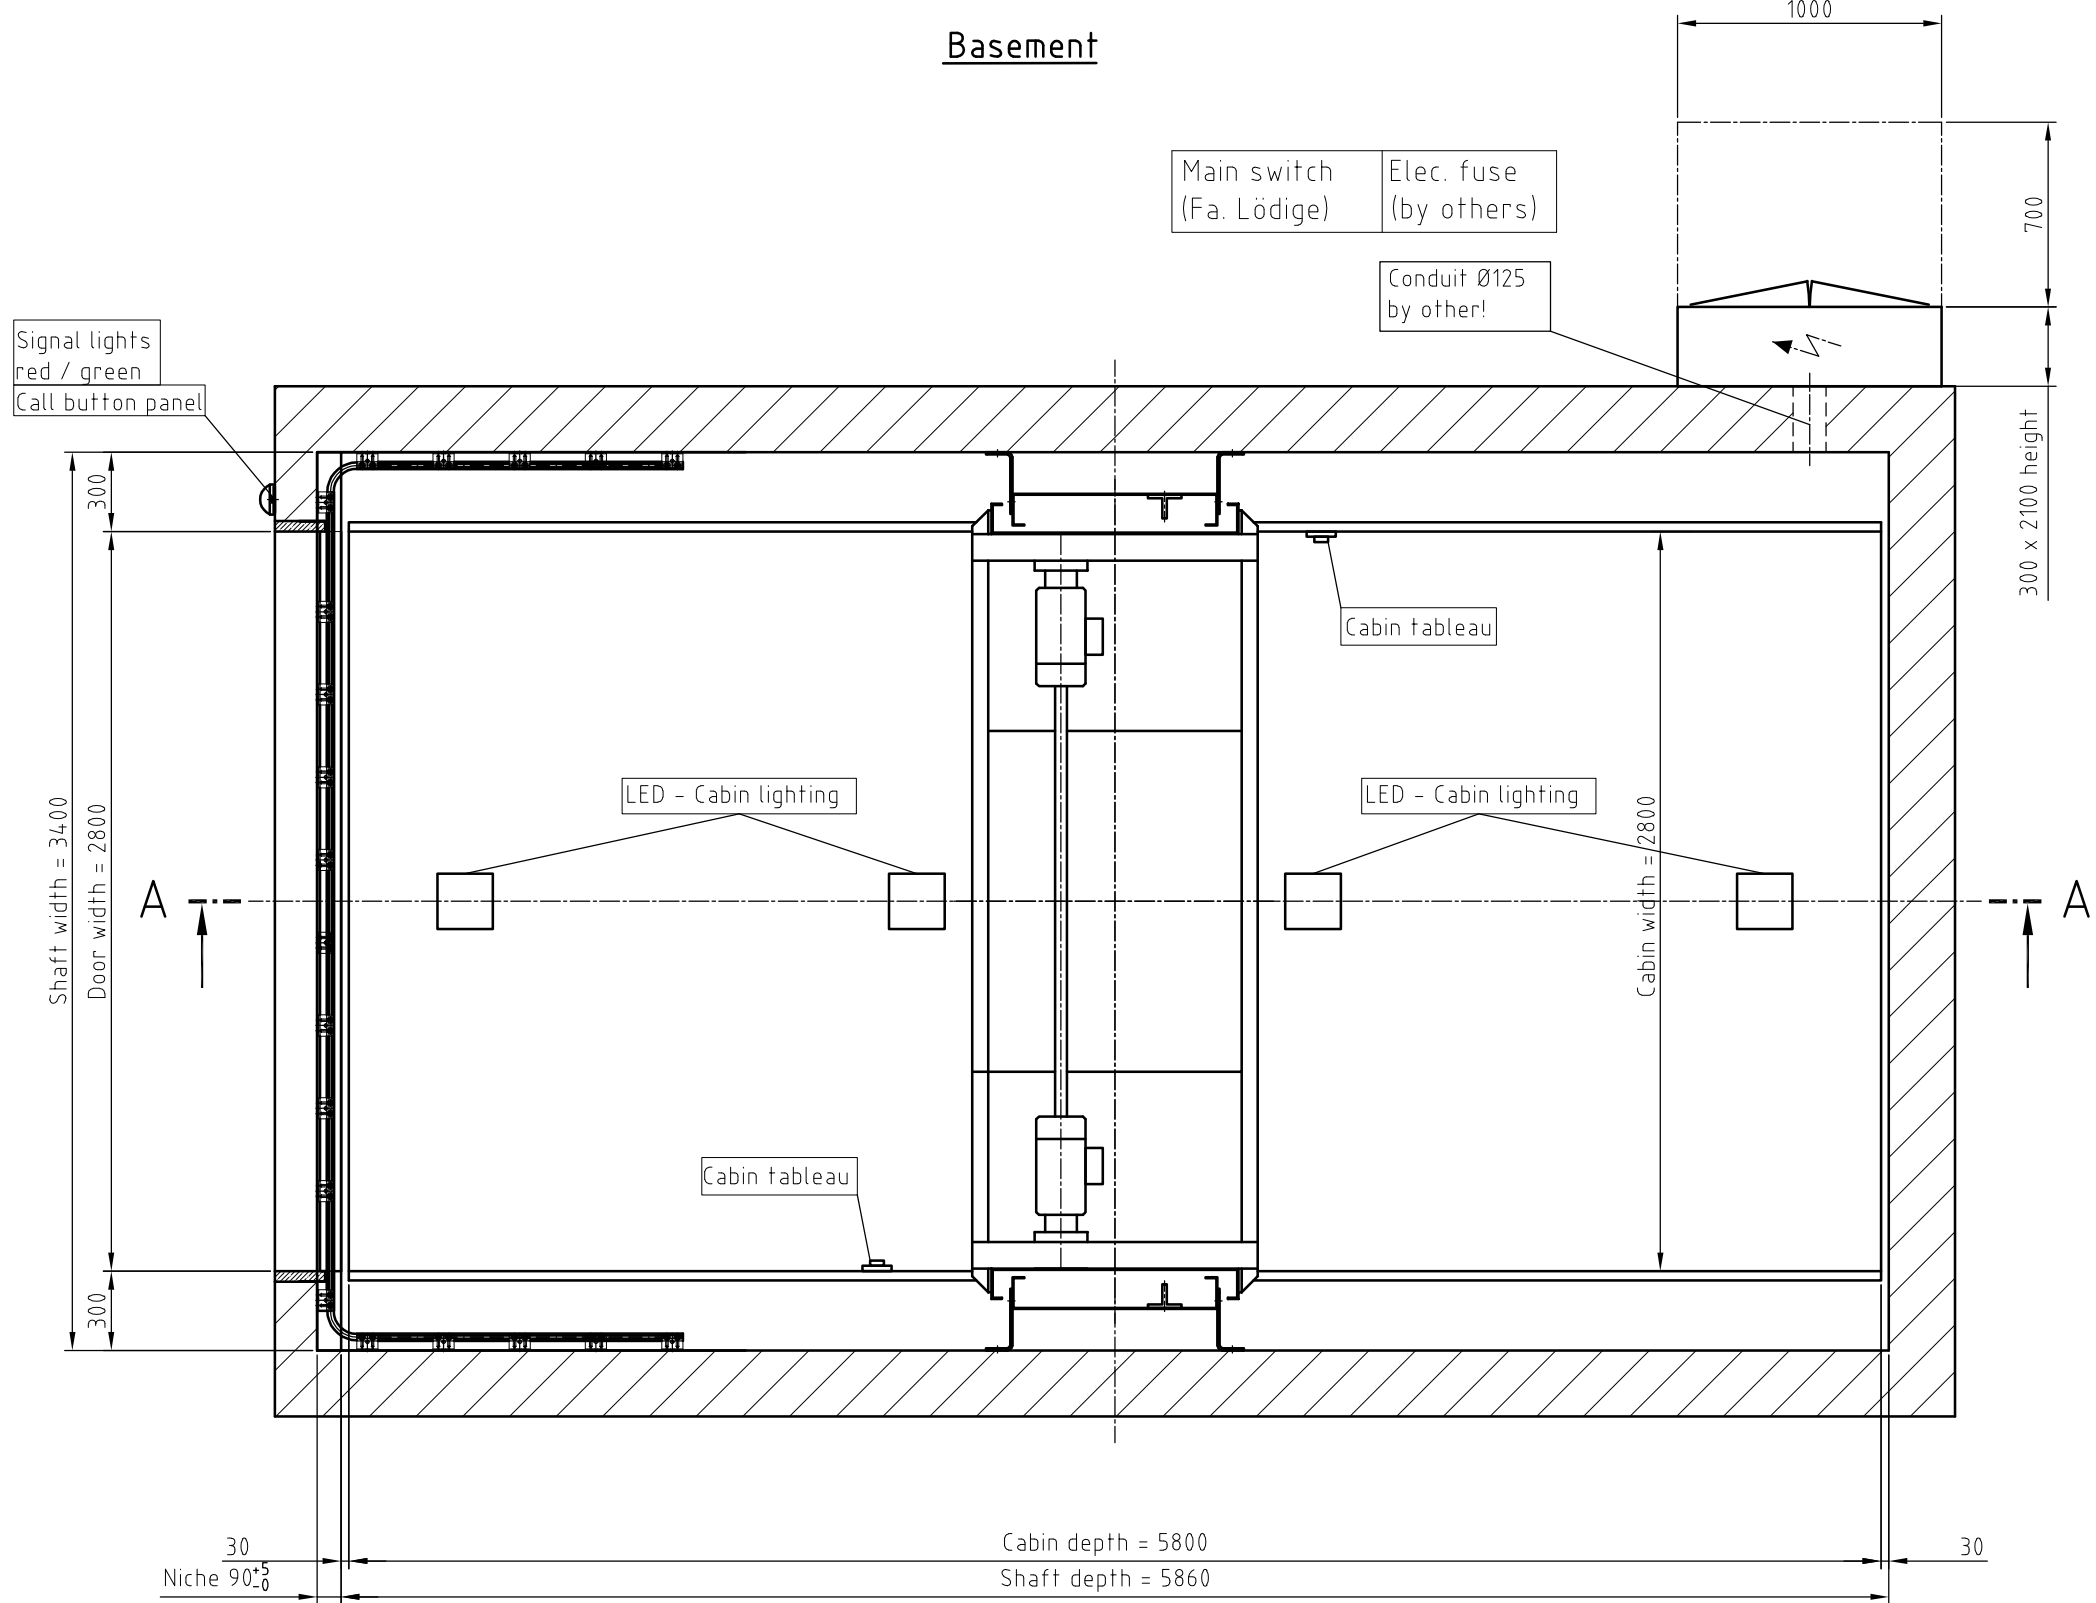 1000
Basement
Main switch
(Fa. Lödige)
Elec. fuse
(by others)
700
Conduit Ø125
by other!
Signal lights
red / green
Call button panel
300 x 2100 height
300
Cabin tableau
Shaft width = 3400
Door width = 2800
LED - Cabin lighting
LED - Cabin lighting
Cabin width = 2800
A
A
Cabin tableau
300
30
Cabin depth = 5800
30
Niche 90 +5 -0
Shaft depth = 5860